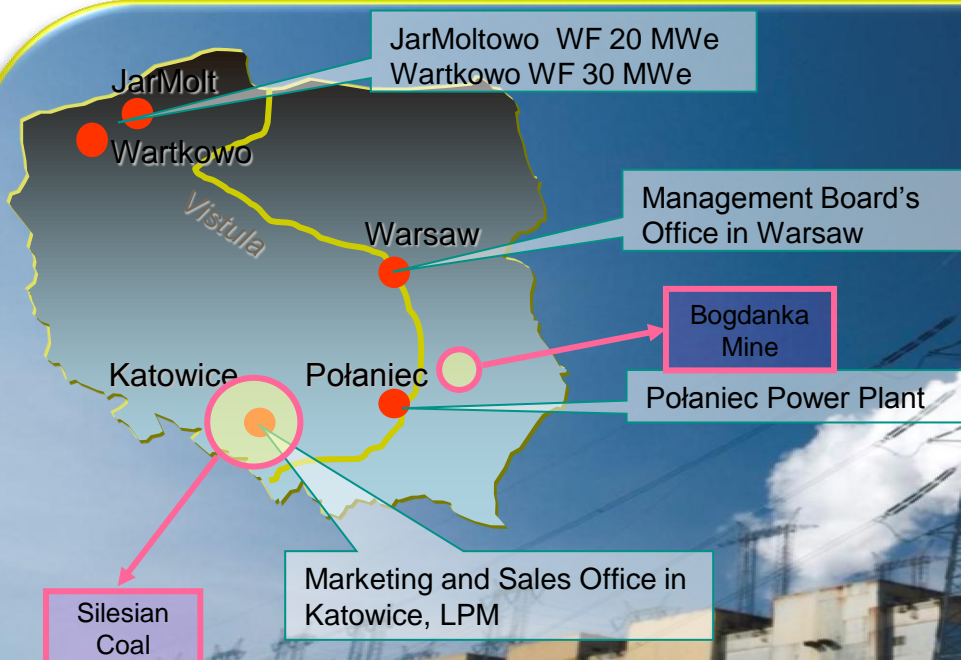 JarMoltowo WF 20 MWe
Wartkowo WF 30 MWe
JarMolt
Wartkowo
Vistula
Management Board's
Office in Warsaw
Warsaw
Bogdanka
Mine
Katowice
Połaniec
Połaniec Power Plant
Marketing and Sales Office in
Katowice, LPM
Silesian
Coal